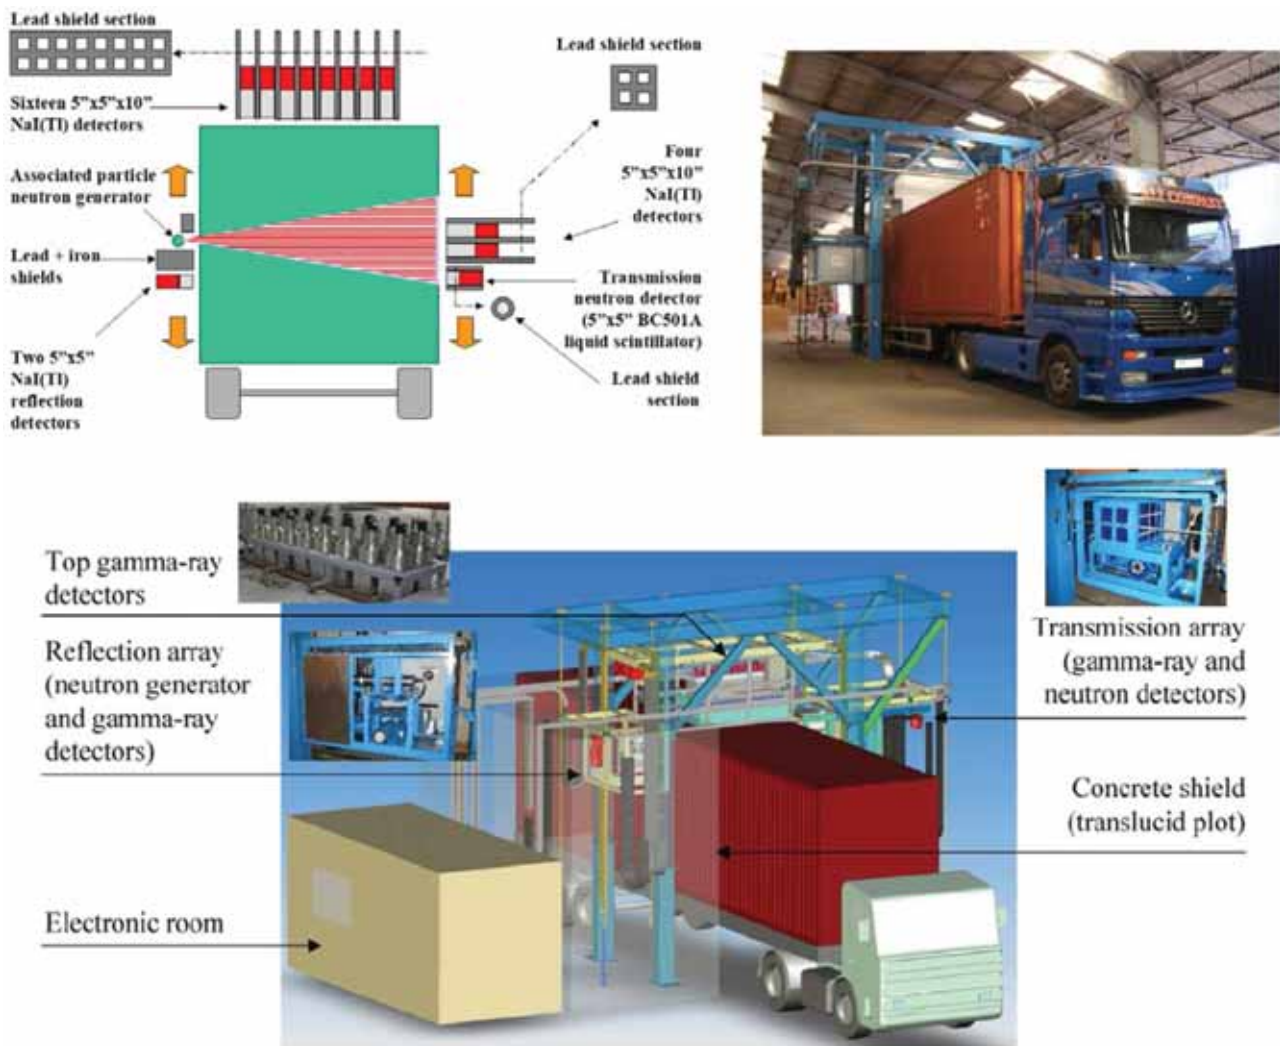 Lead shield section
Sixteen 5”x5”x10”
NaI(Tl) detectors
Associated particle
neutron generator
Lead + iron
shields
Two 5”x5”
NaI(Tl)
reflection
detectors
Lead shield section
Four
5”x5”x10”
NaI(Tl)
detectors
Transmission
neutron detector
(5”x5” BC501A
liquid scintillator)
Lead shield
section
Top gamma-ray
detectors
Reflection array
(neutron generator
and gamma-ray
detectors)
Electronic room
Transmission array
(gamma-ray and
neutron detectors)
Concrete shield
(translucid plot)